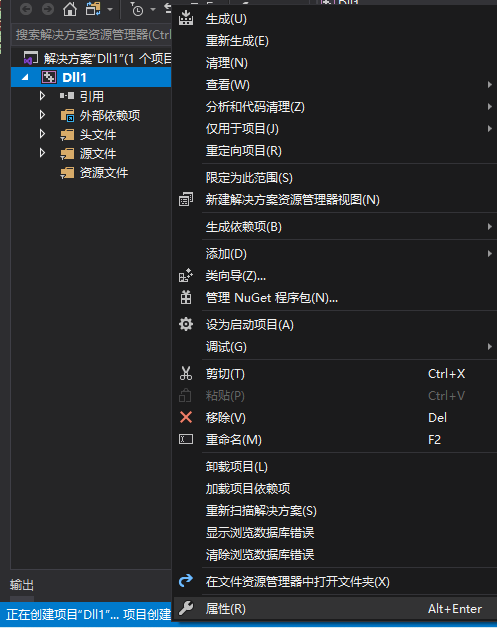 Dll1
搜索解决方案资源管理器(Ctrl
解决方案"Dll1"(1 个项目
Dll1
引用
外部依赖项
头文件
源文件
资源文件
生成(U)
重新生成(E)
清理(N)
查看(W)
分析和代码清理(Z)
仅用于项目(J)
重定向项目(R)
限定为此范围(S)
新建解决方案资源管理器视图(N)
生成依赖项(B)
添加(D)
类向导(Z)...
管理 NuGet 程序包(N)...
设为启动项目(A)
调试(G)
剪切(T) Ctrl+X
粘贴(P) Ctrl+V
移除(V) Del
重命名(M) F2
卸载项目(L)
加载项目依赖项
重新扫描解决方案(S)
显示浏览数据库错误
清除浏览数据库错误
在文件资源管理器中打开文件夹(X)
属性(R) Alt+Enter
输出
正在创建项目"Dll1"... 项目创建